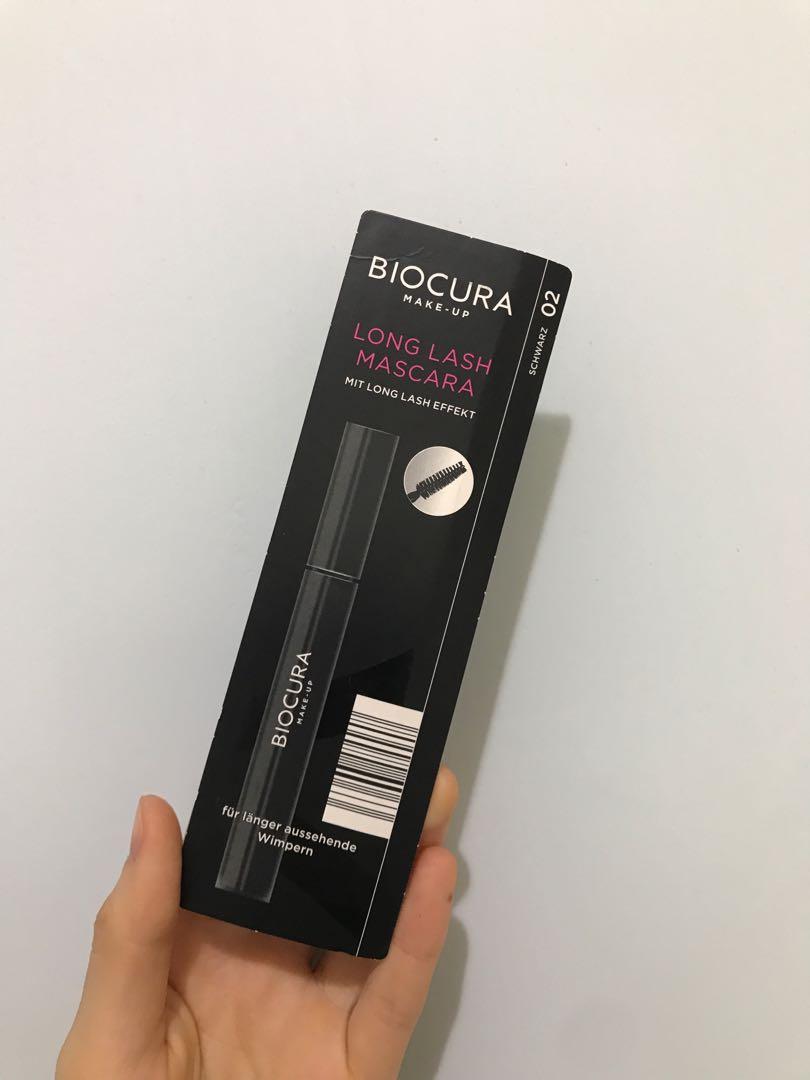 BIOCURA
MAKE-UP
LONG LASH
MASCARA
MIT LONG LASH EFFEKT
SCHWARZ 02
BIOCURA
MAKE-UP
für länger aussehende
Wimpern